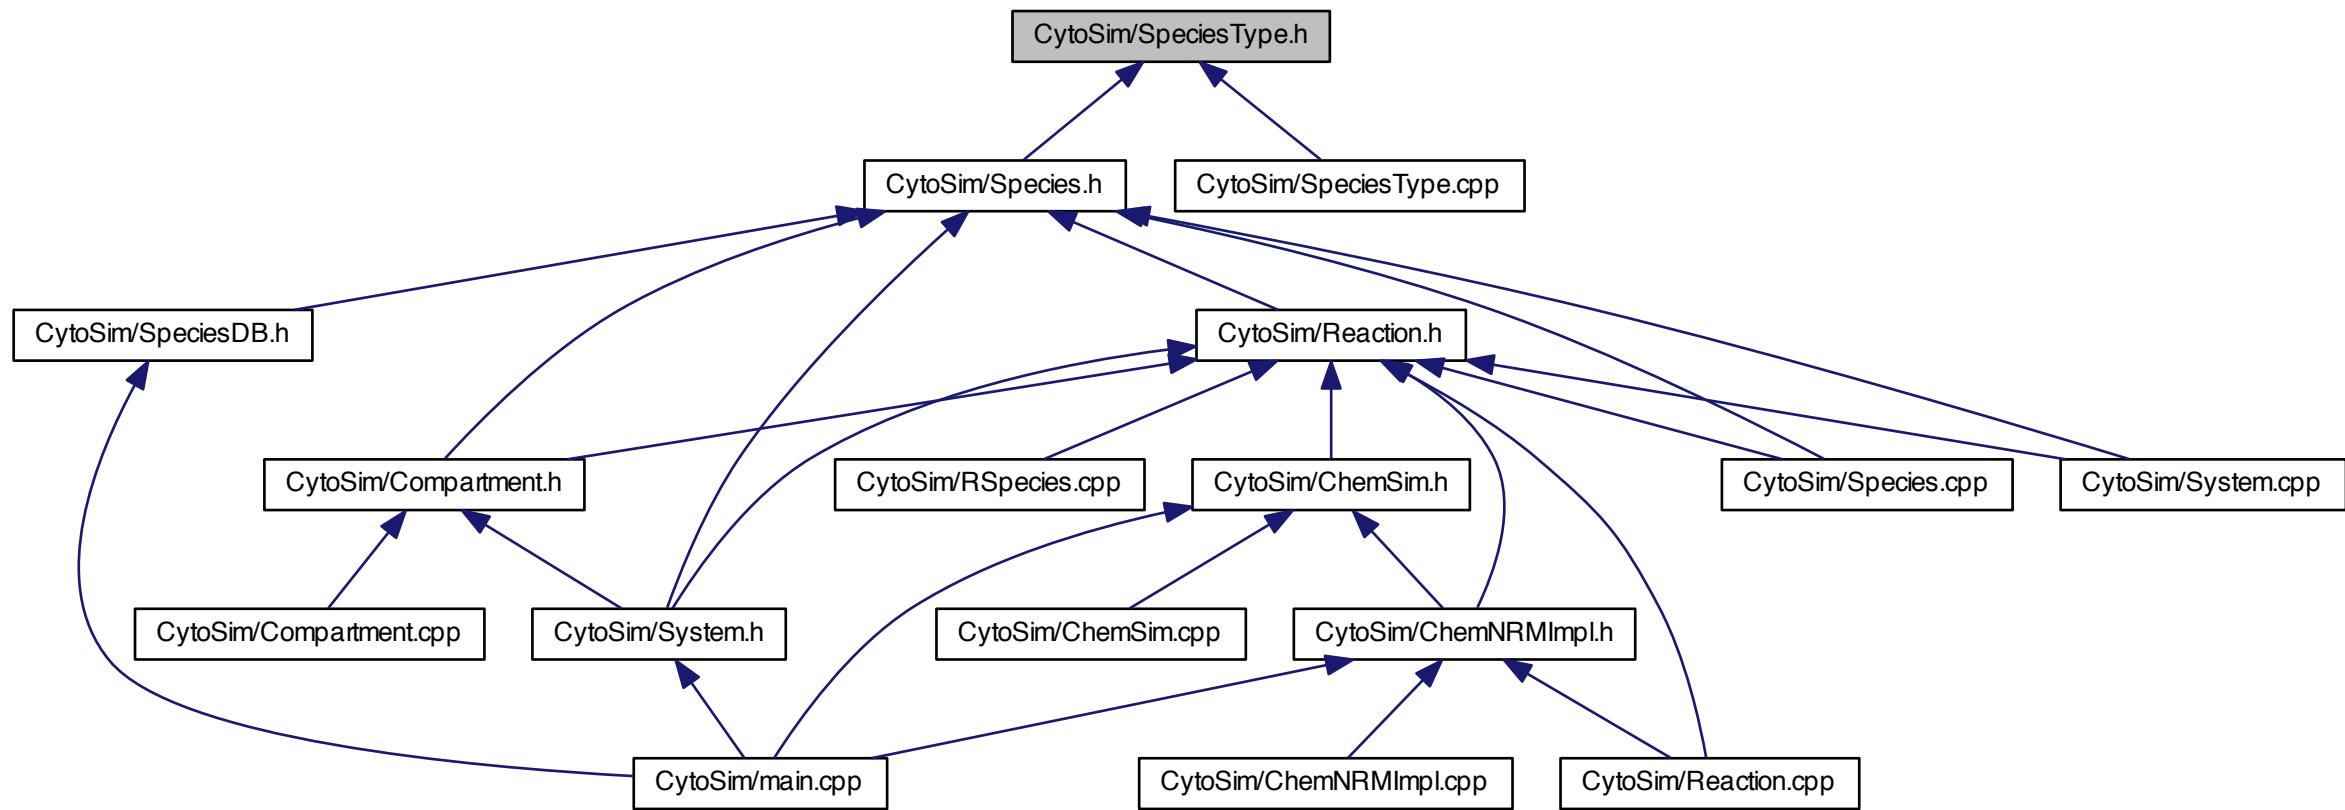 CytoSim/SpeciesType.h
CytoSim/Species.h
CytoSim/SpeciesType.cpp
CytoSim/SpeciesDB.h
CytoSim/Reaction.h
CytoSim/Compartment.h
CytoSim/RSpecies.cpp
CytoSim/ChemSim.h
CytoSim/Species.cpp
CytoSim/System.cpp
CytoSim/Compartment.cpp
CytoSim/System.h
CytoSim/ChemSim.cpp
CytoSim/ChemNRMImpl.h
CytoSim/main.cpp
CytoSim/ChemNRMImpl.cpp
CytoSim/Reaction.cpp